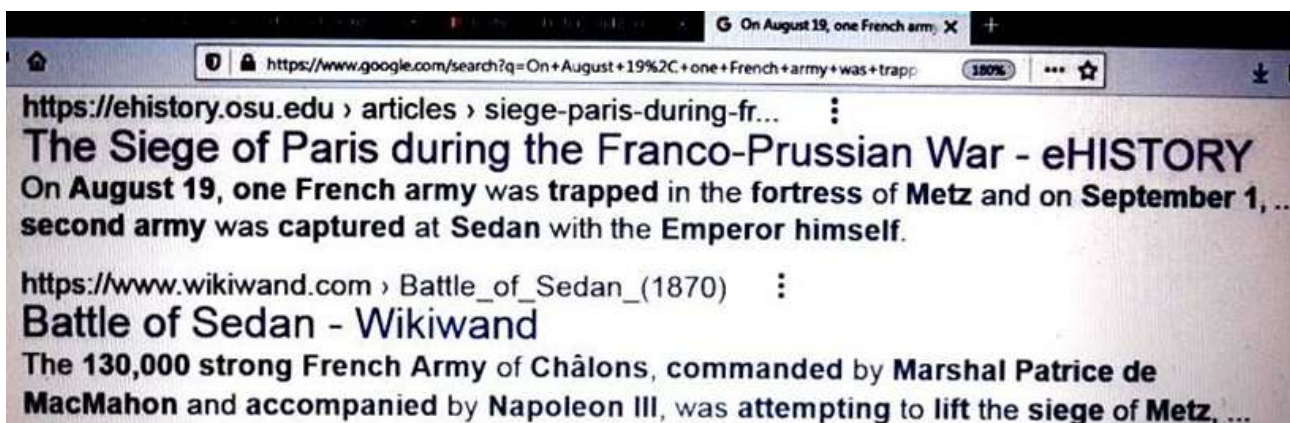 G On August 19, one French army
https://www.google.com/search?q=On+August+19%2C+one+French+army+was+trapp 180%
https://ehistory.osu.edu › articles › siege-paris-during-fr...
The Siege of Paris during the Franco-Prussian War - eHISTORY
On August 19, one French army was trapped in the fortress of Metz and on September 1, ...
second army was captured at Sedan with the Emperor himself.
https://www.wikiwand.com › Battle_of_Sedan_(1870)
Battle of Sedan - Wikiwand
The 130,000 strong French Army of Châlons, commanded by Marshal Patrice de
MacMahon and accompanied by Napoleon III, was attempting to lift the siege of Metz, ...